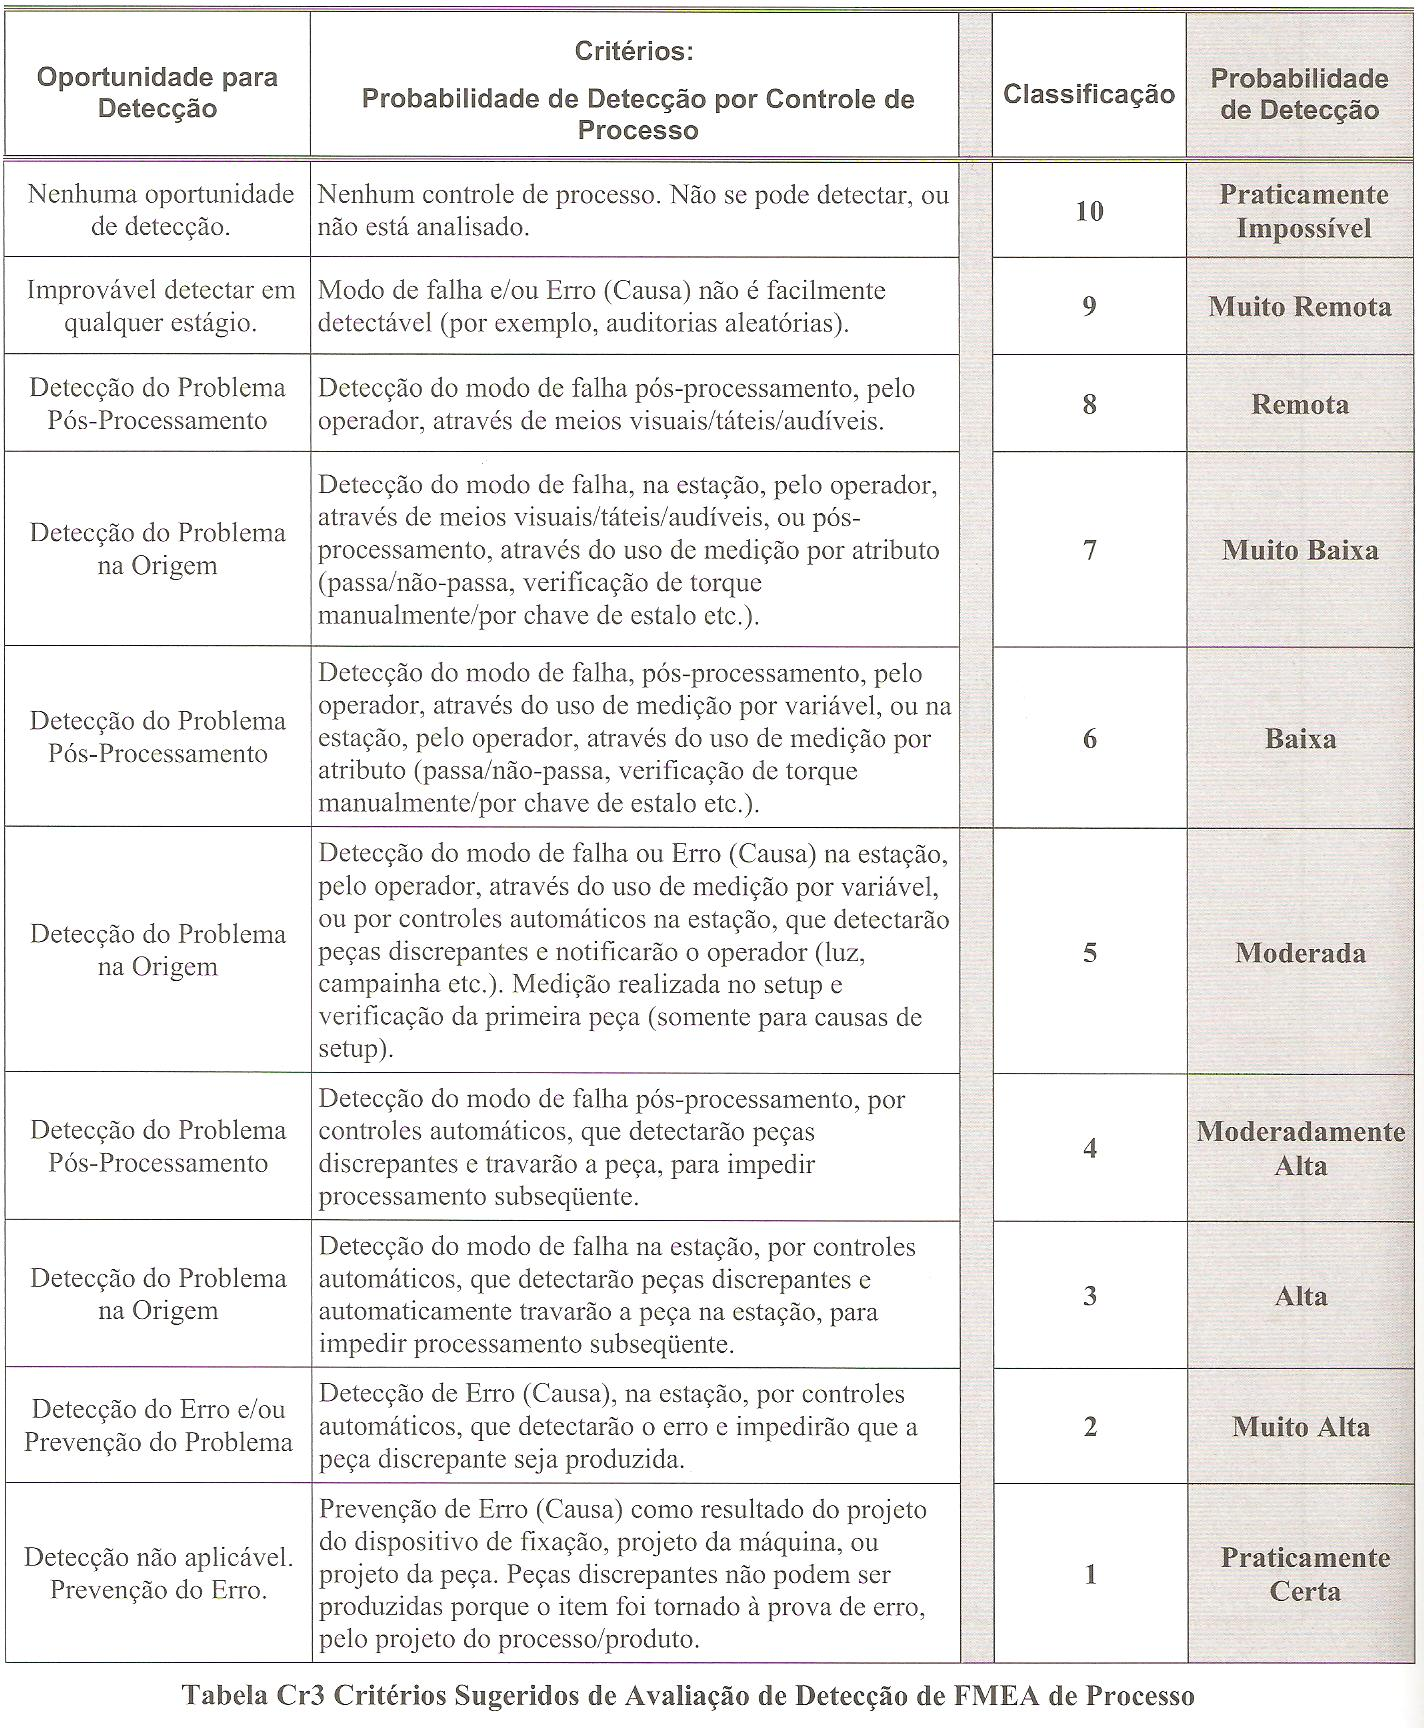 Oportunidade para
Detecção
Critérios:
Probabilidade de Detecção por Controle de
Processo
Classificação
Probabilidade
de Detecção
Nenhuma oportunidade
de detecção.
Nenhum controle de processo. Não se pode detectar, ou
não está analisado.
10
Praticamente
Impossível
Improvável detectar em
qualquer estágio.
Modo de falha e/ou Erro (Causa) não é facilmente
detectável (por exemplo, auditorias aleatórias).
9
Muito Remota
Detecção do Problema
Pós-Processamento
Detecção do modo de falha pós-processamento, pelo
operador, através de meios visuais/táteis/audíveis.
8
Remota
Detecção do Problema
na Origem
Detecção do modo de falha, na estação, pelo operador,
através de meios visuais/táteis/audíveis, ou pós-
processamento, através do uso de medição por atributo
(passa/não-passa, verificação de torque
manualmente/por chave de estalo etc.).
7
Muito Baixa
Detecção do Problema
Pós-Processamento
Detecção do modo de falha, pós-processamento, pelo
operador, através do uso de medição por variável, ou na
estação, pelo operador, através do uso de medição por
atributo (passa/não-passa, verificação de torque
manualmente/por chave de estalo etc.).
6
Baixa
Detecção do Problema
na Origem
Detecção do modo de falha ou Erro (Causa) na estação,
pelo operador, através do uso de medição por variável,
ou por controles automáticos na estação, que detectarão
peças discrepantes e notificarão o operador (luz,
campainha etc.). Medição realizada no setup e
verificação da primeira peça (somente para causas de
setup).
5
Moderada
Detecção do Problema
Pós-Processamento
Detecção do modo de falha pós-processamento, por
controles automáticos, que detectarão peças
discrepantes e travarão a peça, para impedir
processamento subseqüente.
4
Moderadamente
Alta
Detecção do Problema
na Origem
Detecção do modo de falha na estação, por controles
automáticos, que detectarão peças discrepantes e
automaticamente travarão a peça na estação, para
impedir processamento subseqüente.
3
Alta
Detecção do Erro e/ou
Prevenção do Problema
Detecção de Erro (Causa), na estação, por controles
automáticos, que detectarão o erro e impedirão que a
peça discrepante seja produzida.
2
Muito Alta
Detecção não aplicável.
Prevenção do Erro.
Prevenção de Erro (Causa) como resultado do projeto
do dispositivo de fixação, projeto da máquina, ou
projeto da peça. Peças discrepantes não podem ser
produzidas porque o item foi tornado à prova de erro,
pelo projeto do processo/produto.
1
Praticamente
Certa
Tabela Cr3 Critérios Sugeridos de Avaliação de Detecção de FMEA de Processo